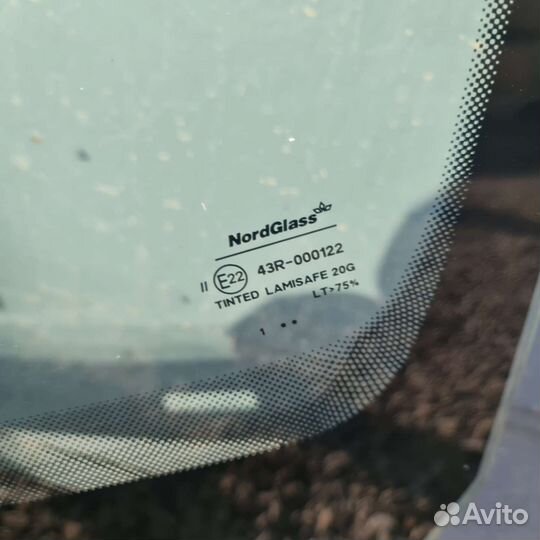 NordGlass
II E22 43R-000122
TINTED LAMISAFE 20G
LT>75%
1 ••
Avito